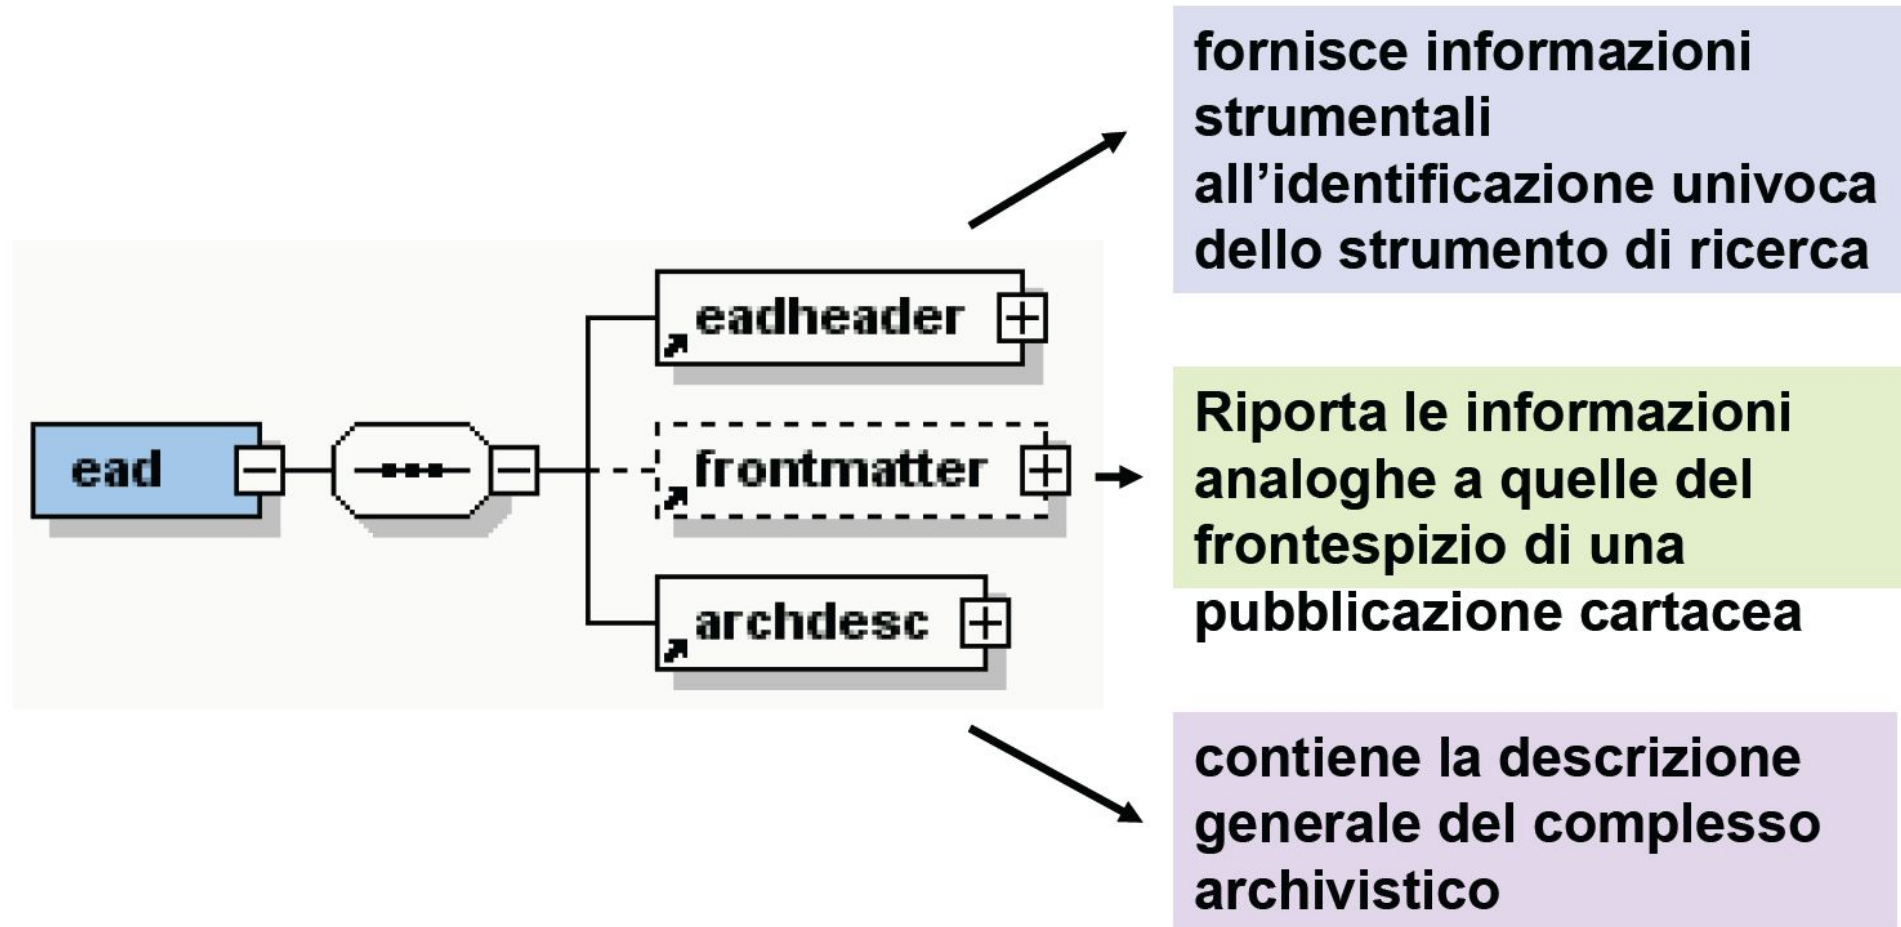 fornisce informazioni
strumentali
all’identificazione univoca
dello strumento di ricerca
eadheader
ead
frontmatter
Riporta le informazioni
analoghe a quelle del
frontespizio di una
pubblicazione cartacea
archdesc
contiene la descrizione
generale del complesso
archivistico